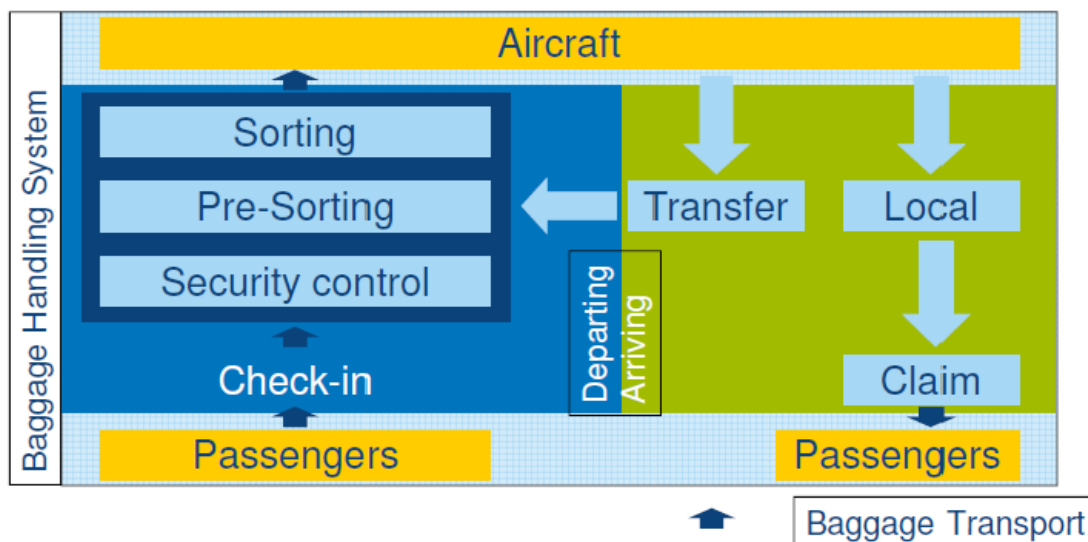 Baggage Handling System
Aircraft
Sorting
Pre-Sorting
Security control
Transfer
Local
Departing
Arriving
Check-in
Claim
Passengers
Passengers
Baggage Transport